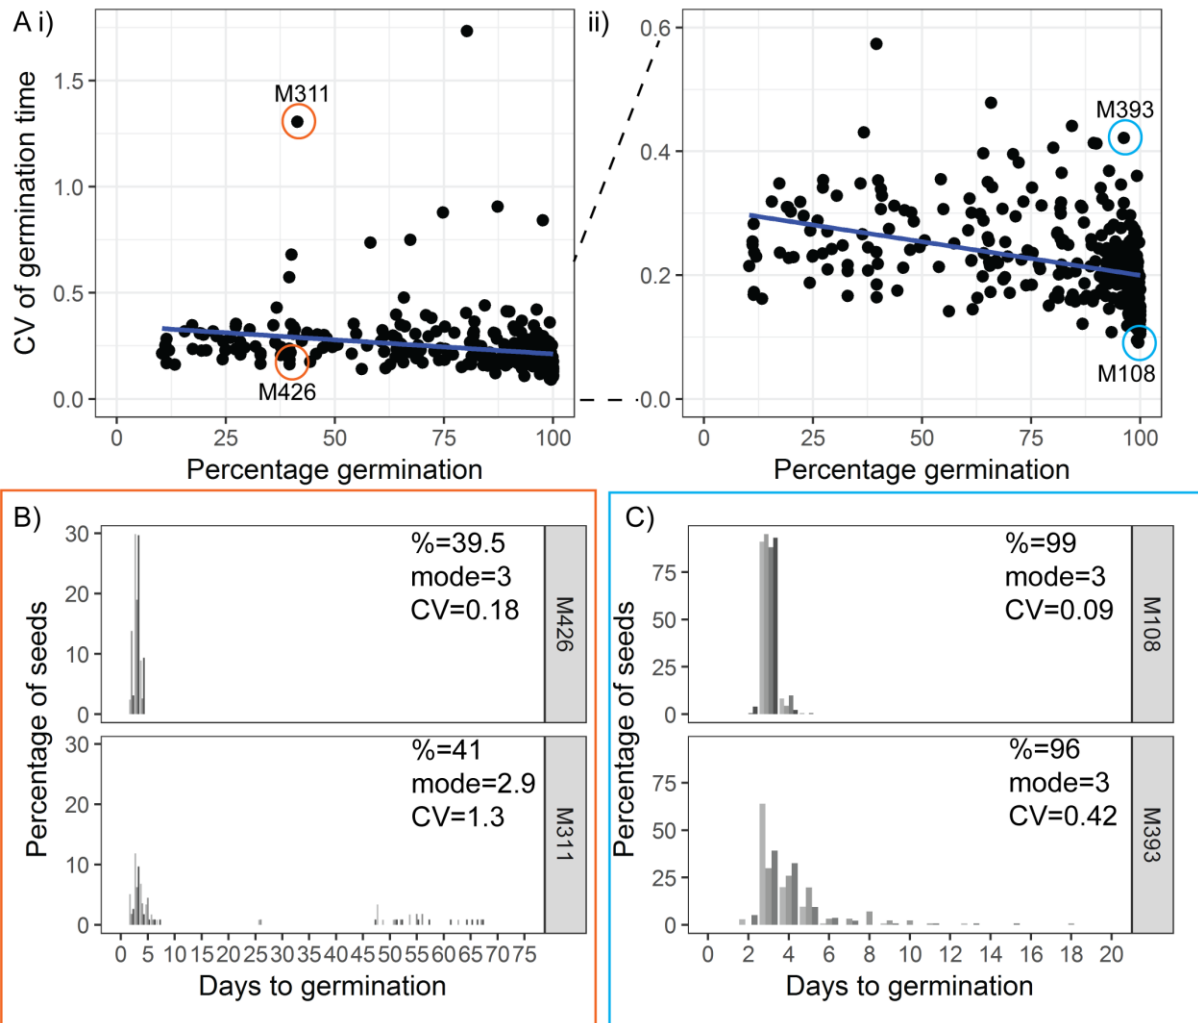 A i)
ii)
CV of germination time
1.5
1.0
0.5
0.0
M311
M426
0 25 50 75 100
Percentage germination
0.6
0.4
0.2
0.0
M393
M108
0 25 50 75 100
Percentage germination
B)
Percentage of seeds
30
20
10
0
%=39.5
mode=3
CV=0.18
M426
30
20
10
0
%=41
mode=2.9
CV=1.3
M311
0 5 10 15 20 25 30 35 40 45 50 55 60 65 70 75
Days to germination
C)
Percentage of seeds
75
50
25
0
%=99
mode=3
CV=0.09
M108
75
50
25
0
%=96
mode=3
CV=0.42
M393
0 2 4 6 8 10 12 14 16 18 20
Days to germination